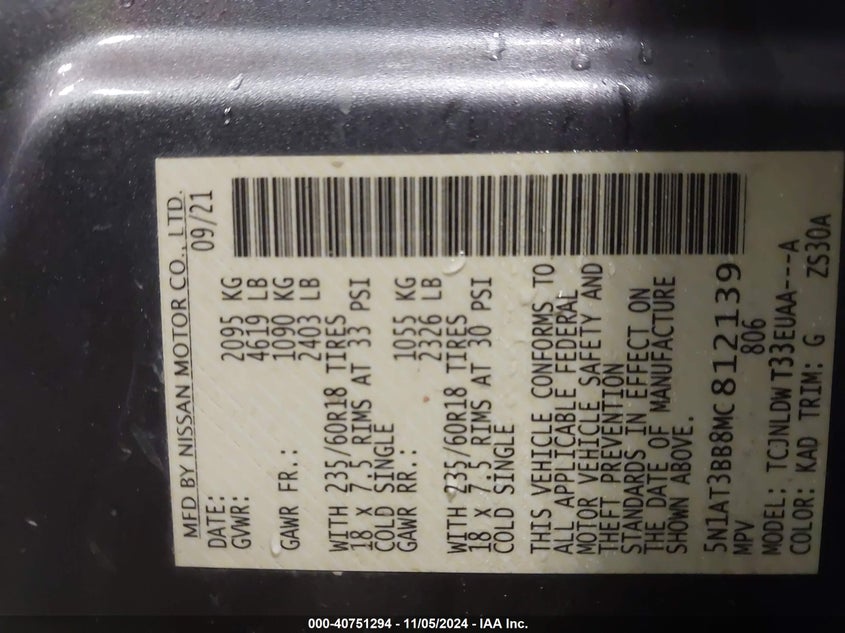 MFD BY NISSAN MOTOR CO., LTD.
DATE: 09/21
GVWR: 2095 KG
4619 LB
GAWR FR.: 1090 KG
2403 LB
WITH 235/60R18 TIRES
18 X 7.5 RIMS AT 33 PSI
COLD SINGLE
GAWR RR.: 1055 KG
2326 LB
WITH 235/60R18 TIRES
18 X 7.5 RIMS AT 30 PSI
COLD SINGLE
THIS VEHICLE CONFORMS TO
ALL APPLICABLE FEDERAL
MOTOR VEHICLE SAFETY AND
THEFT PREVENTION
STANDARDS IN EFFECT ON
THE DATE OF MANUFACTURE
SHOWN ABOVE.
5N1AT3BB8MC812139
MPV 806
MODEL: TCJNLDWT33EUAA---A
COLOR: KAD TRIM: G ZS30A
000-40751294 - 11/05/2024 - IAA Inc.